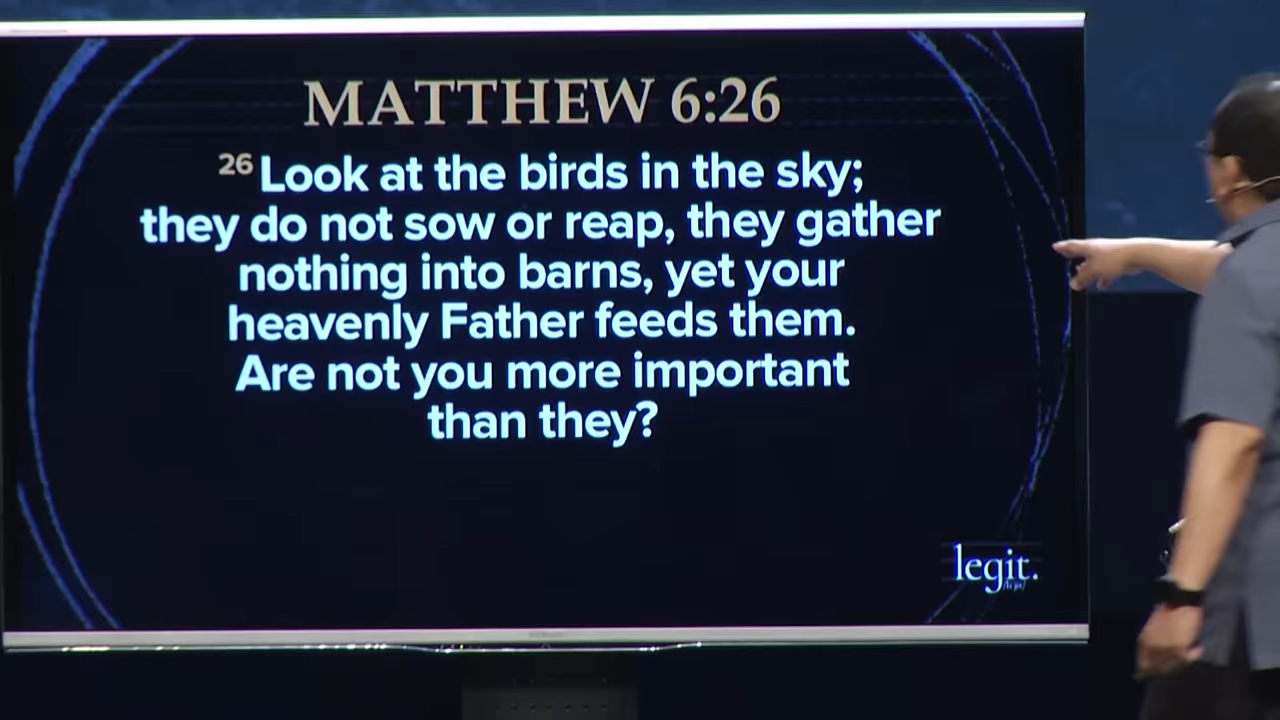 MATTHEW 6:26
26 Look at the birds in the sky;
they do not sow or reap, they gather
nothing into barns, yet your
heavenly Father feeds them.
Are not you more important
than they?
legit.